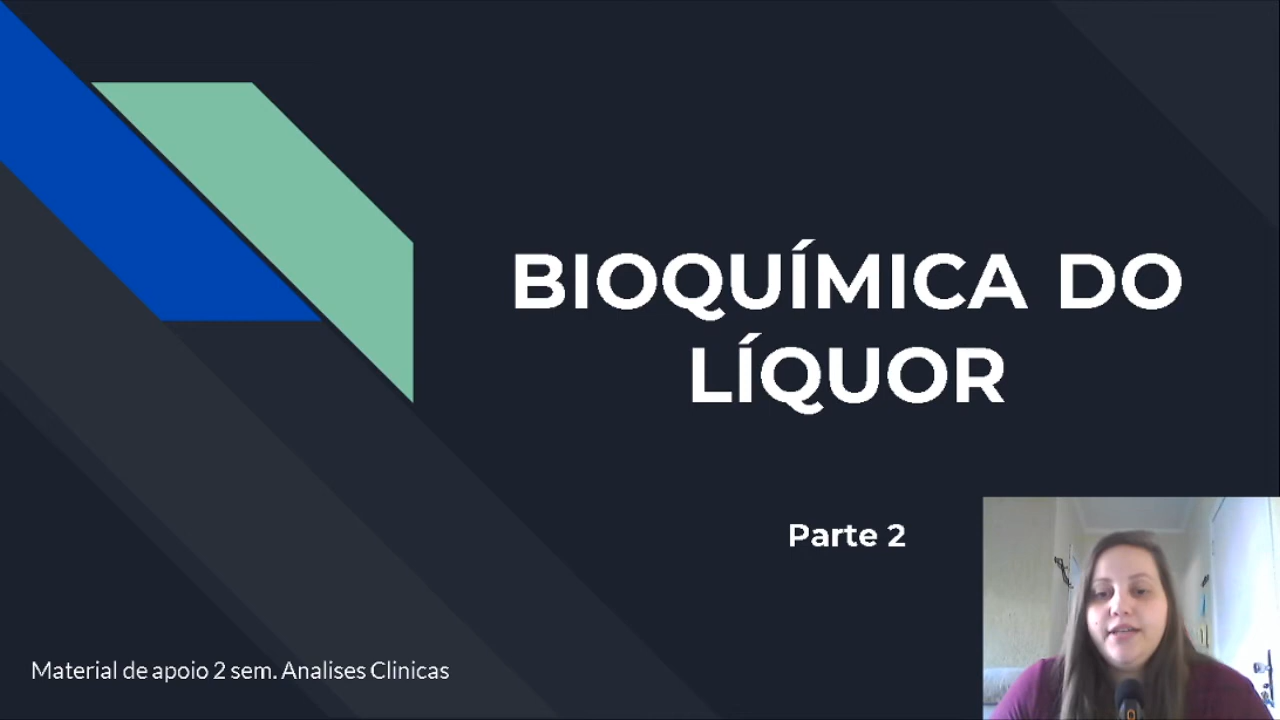 BIOQUÍMICA DO
LÍQUOR
Parte 2
Material de apoio 2 sem. Analises Clinicas